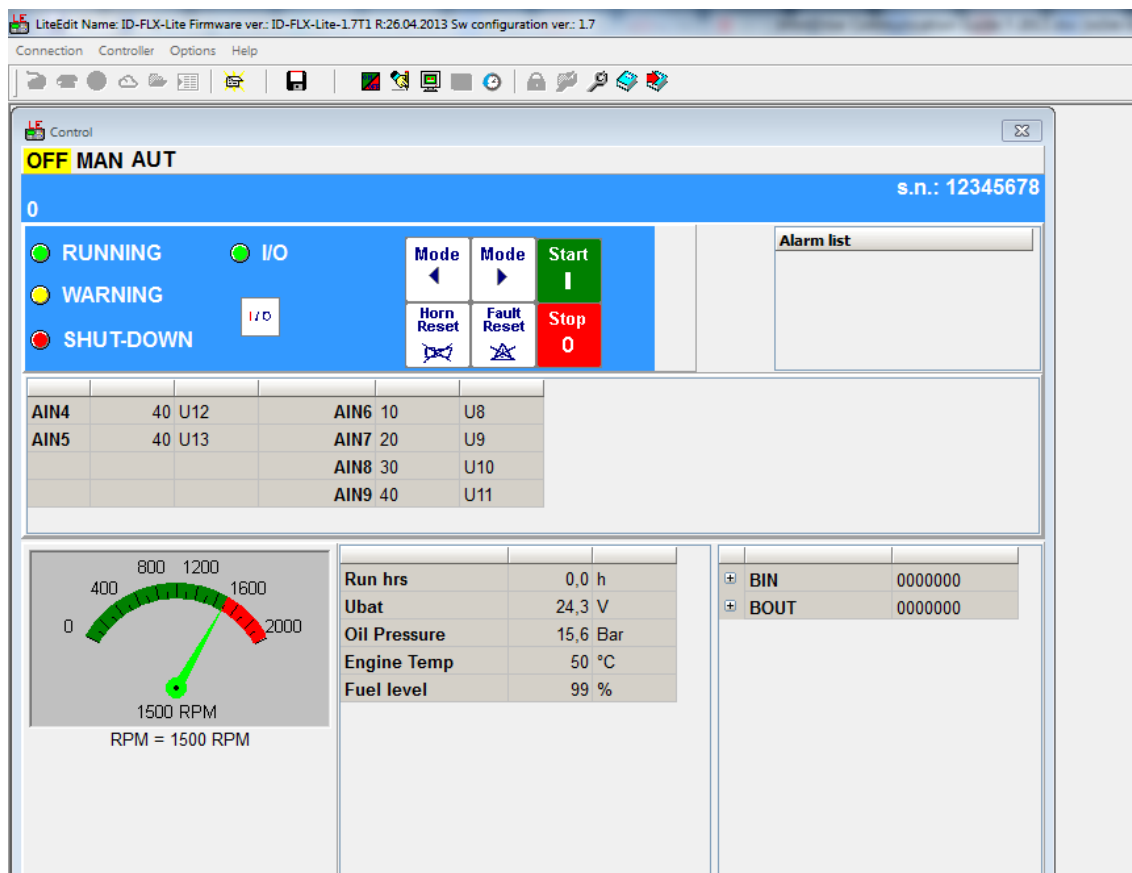 LiteEdit Name: ID-FLX-Lite Firmware ver.: ID-FLX-Lite-1.7T1 R:26.04.2013 Sw configuration ver.: 1.7
Connection Controller Options Help
Control
OFF MAN AUT
s.n.: 12345678
0
RUNNING I/O
WARNING
I/O
SHUT-DOWN
Mode Mode Start
I
Horn Reset Fault Reset Stop
0
Alarm list
AIN4 40 U12 AIN6 10 U8
AIN5 40 U13 AIN7 20 U9
AIN8 30 U10
AIN9 40 U11
0 400 800 1200 1600 2000
1500 RPM
RPM = 1500 RPM
Run hrs 0,0 h
Ubat 24,3 V
Oil Pressure 15,6 Bar
Engine Temp 50 °C
Fuel level 99 %
BIN 0000000
BOUT 0000000